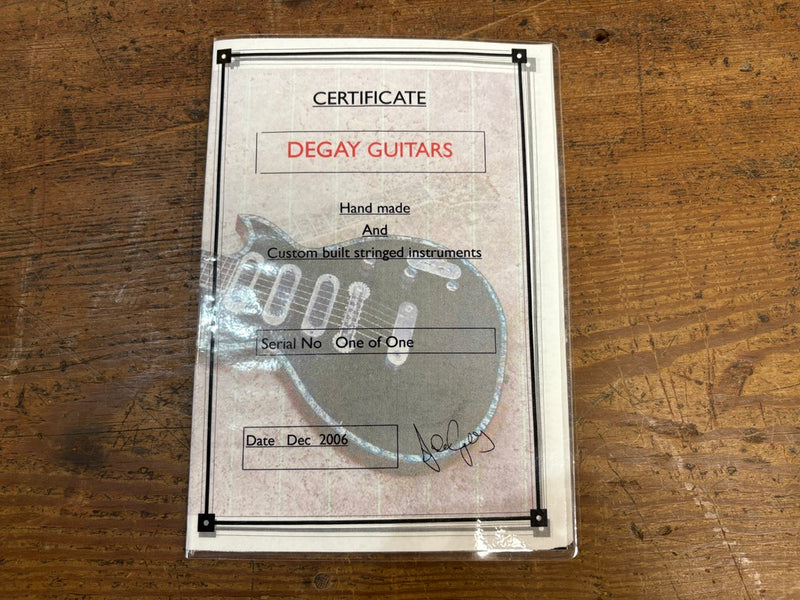 CERTIFICATE
DEGAY GUITARS
Hand made
And
Custom built stringed instruments
Serial No One of One
Date Dec 2006